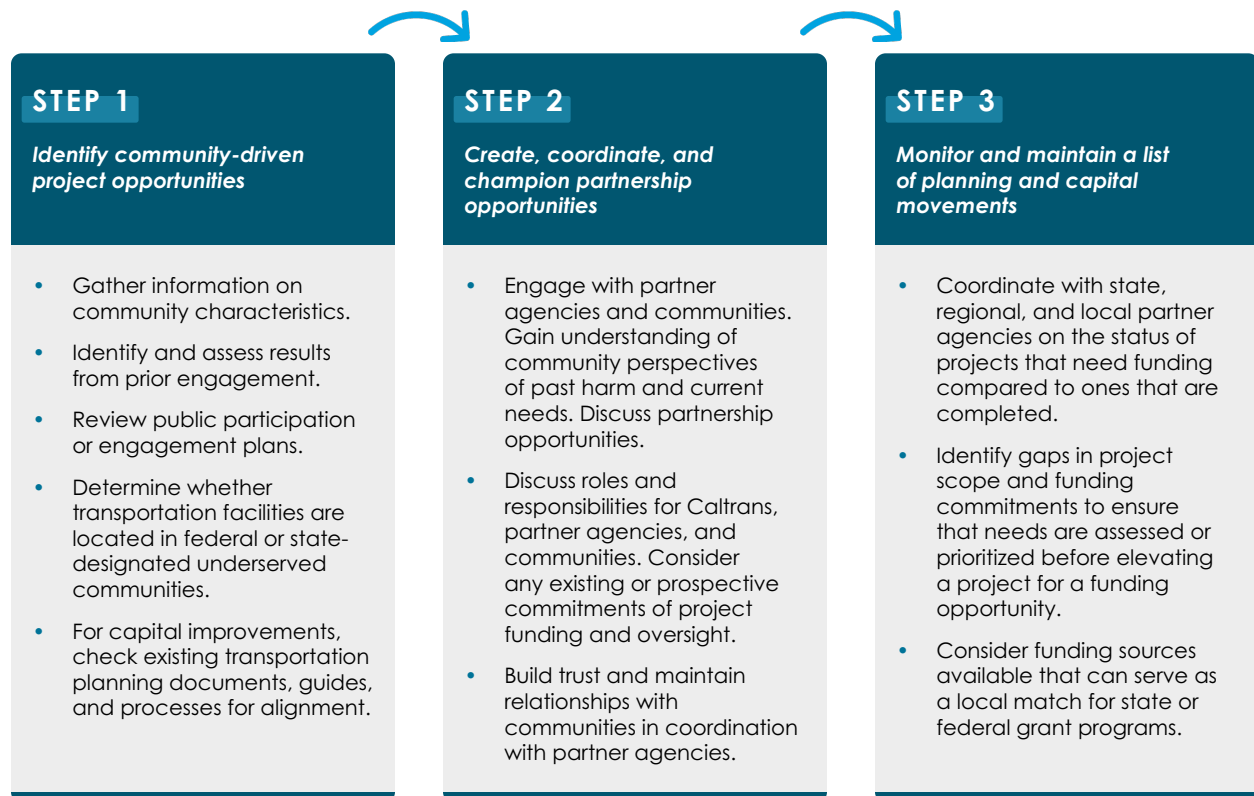 STEP 1
Identify community-driven
project opportunities
• Gather information on
community characteristics.
• Identify and assess results
from prior engagement.
• Review public participation
or engagement plans.
• Determine whether
transportation facilities are
located in federal or state-
designated underserved
communities.
• For capital improvements,
check existing transportation
planning documents, guides,
and processes for alignment.
STEP 2
Create, coordinate, and
champion partnership
opportunities
• Engage with partner
agencies and communities.
Gain understanding of
community perspectives
of past harm and current
needs. Discuss partnership
opportunities.
• Discuss roles and
responsibilities for Caltrans,
partner agencies, and
communities. Consider
any existing or prospective
commitments of project
funding and oversight.
• Build trust and maintain
relationships with
communities in coordination
with partner agencies.
STEP 3
Monitor and maintain a list
of planning and capital
movements
• Coordinate with state,
regional, and local partner
agencies on the status of
projects that need funding
compared to ones that are
completed.
• Identify gaps in project
scope and funding
commitments to ensure
that needs are assessed or
prioritized before elevating
a project for a funding
opportunity.
• Consider funding sources
available that can serve as
a local match for state or
federal grant programs.